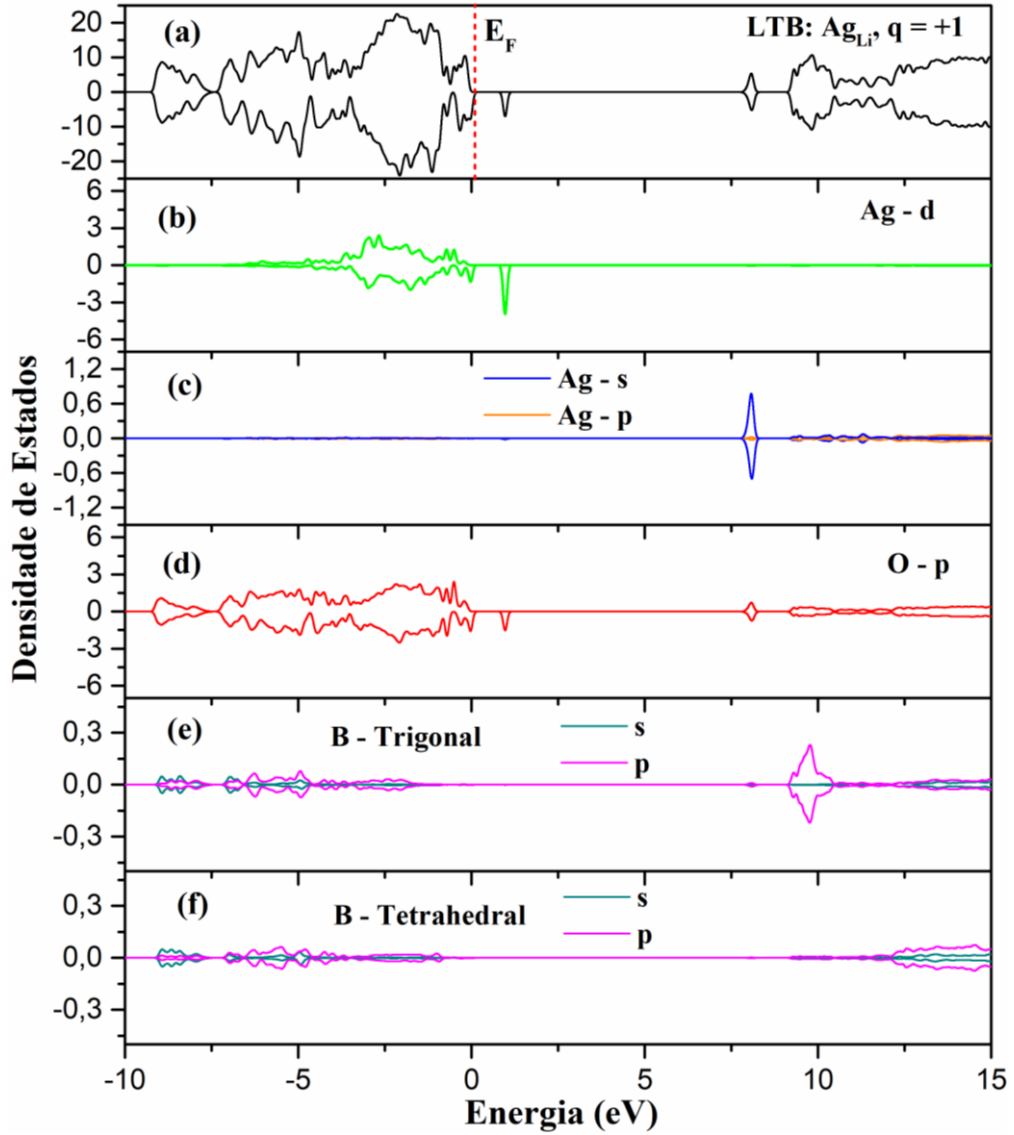 (a)
E_F
LTB: Ag_Li, q = +1
20
10
0
-10
-20
(b)
Ag - d
6
3
0
-3
-6
(c)
Ag - s
Ag - p
1,2
0,6
0,0
-0,6
-1,2
(d)
O - p
6
3
0
-3
-6
(e)
B - Trigonal
s
p
0,3
0,0
-0,3
(f)
B - Tetrahedral
s
p
0,3
0,0
-0,3
-10 -5 0 5 10 15
Energia (eV)
Densidade de Estados